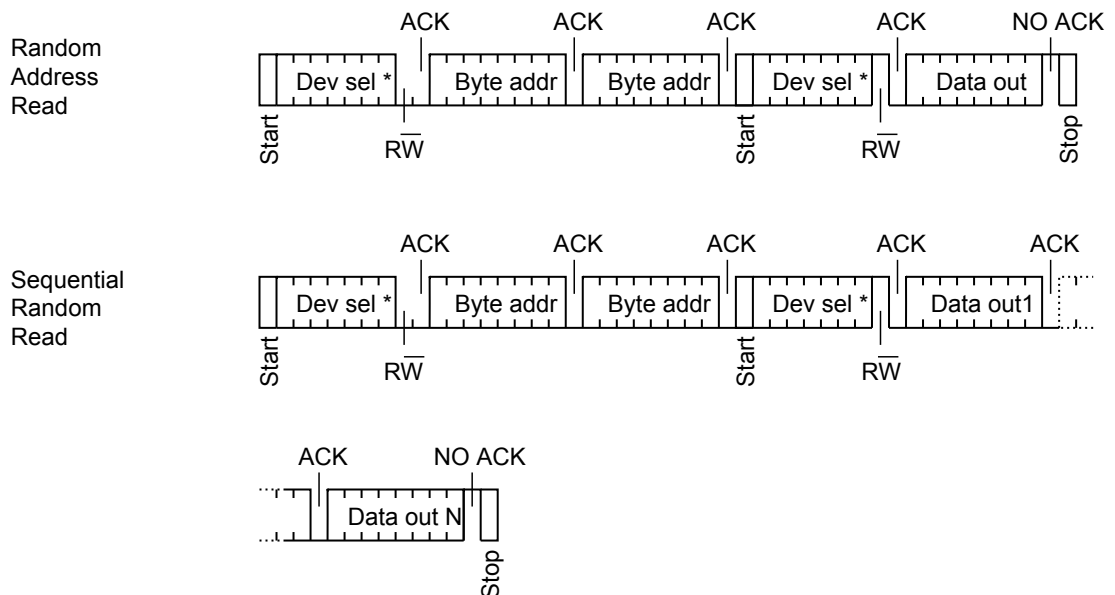 ACK ACK ACK ACK NO ACK
Random
Address
Read
Dev sel * Byte addr Byte addr Dev sel * Data out
Start Start Stop
RW̅ RW̅
ACK ACK ACK ACK ACK
Sequential
Random
Read
Dev sel * Byte addr Byte addr Dev sel * Data out1
Start Start
RW̅ RW̅
ACK NO ACK
Data out N
Stop